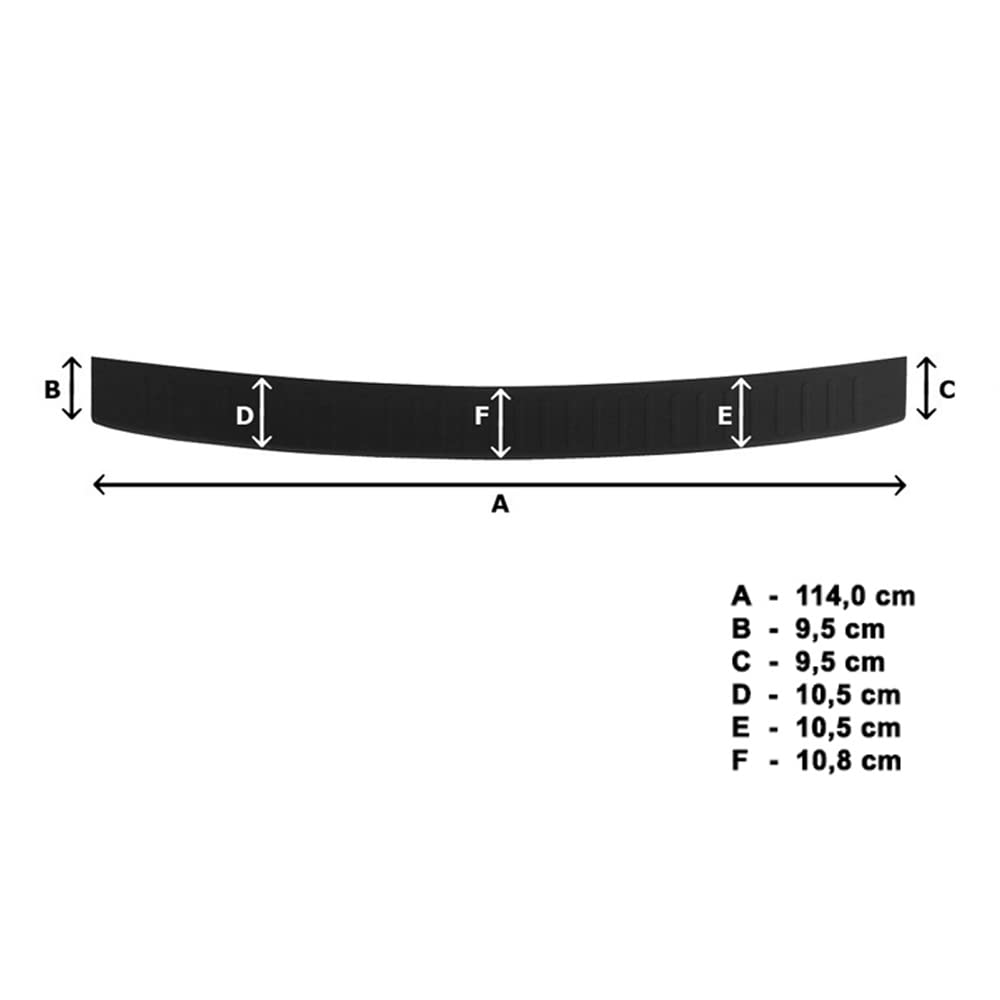 B
D
F
E
C
A
A - 114,0 cm
B - 9,5 cm
C - 9,5 cm
D - 10,5 cm
E - 10,5 cm
F - 10,8 cm